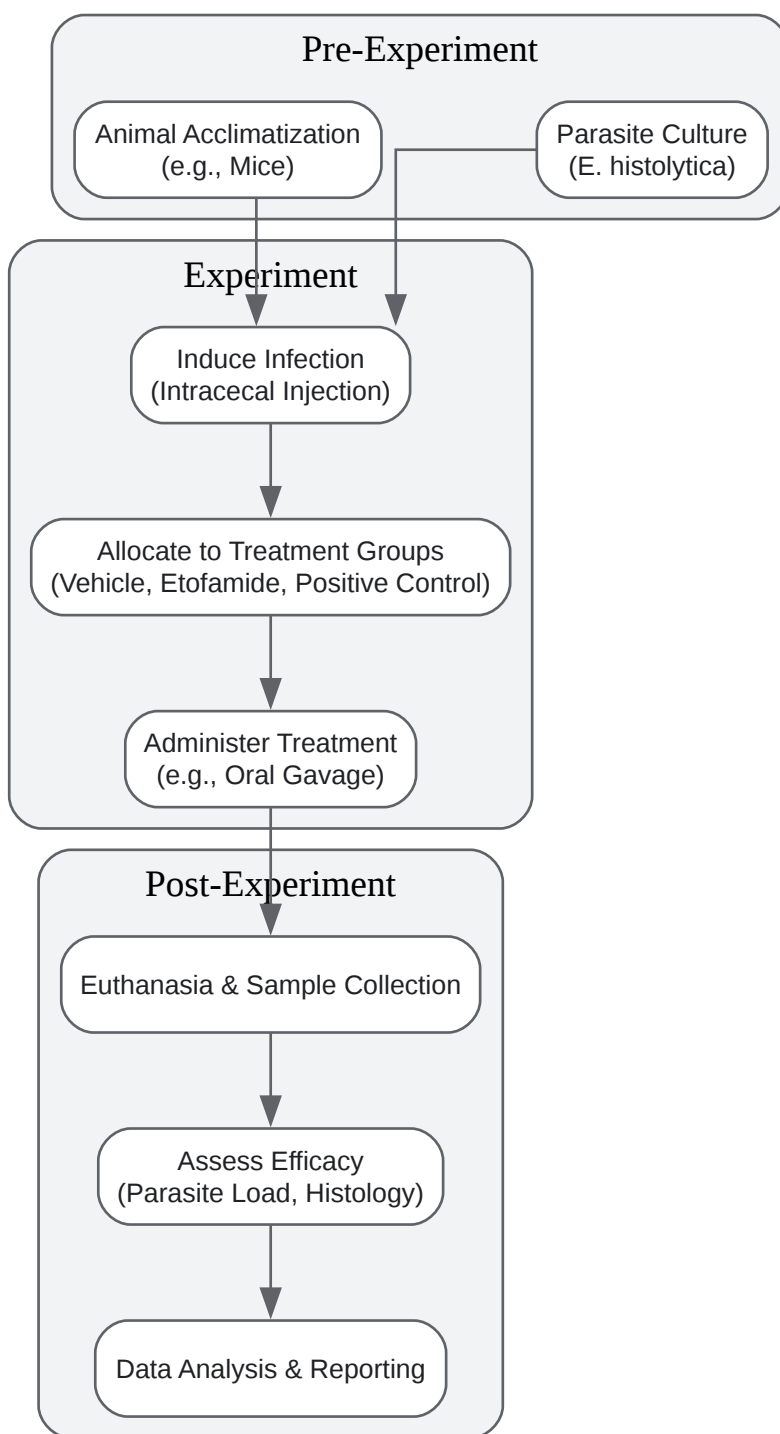 Pre-Experiment
Animal Acclimatization
(e.g., Mice)
Parasite Culture
(E. histolytica)
Experiment
Induce Infection
(Intracecal Injection)
Allocate to Treatment Groups
(Vehicle, Etofamide, Positive Control)
Administer Treatment
(e.g., Oral Gavage)
Post-Experiment
Euthanasia & Sample Collection
Assess Efficacy
(Parasite Load, Histology)
Data Analysis & Reporting